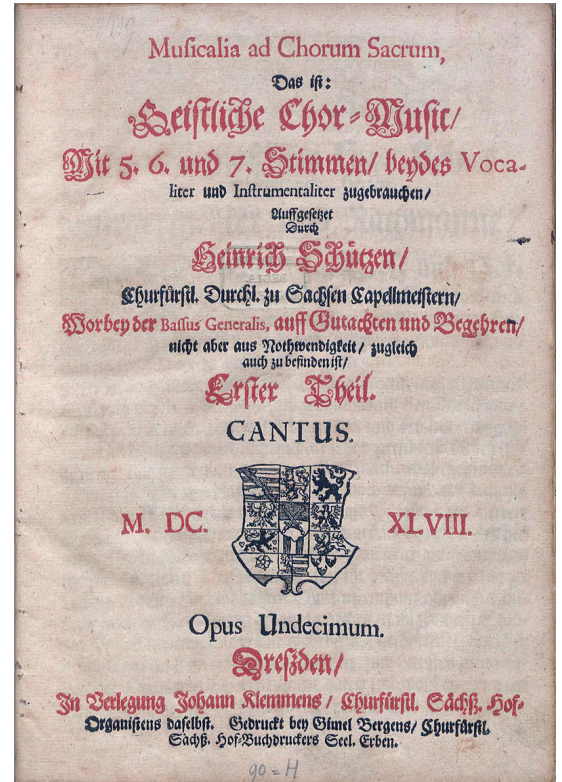 Musicalia ad Chorum Sacrum,
Das ist:
Geistliche Chor-Music/
Mit 5. 6. und 7. Stimmen/ beydes Voca-
liter und Instrumentaliter zugebrauchen/
Auffgesetzet
Durch
Heinrich Schützen/
Churfürstl. Durchl. zu Sachsen Capellmeistern/
Worbey der Bassus Generalis, auff Gutachten und Begehren/
nicht aber aus Nothwendigkeit/ zugleich
auch zu befinden ist/
Erster Theil.
CANTUS.
M. DC. XLVIII.
Opus Undecimum.
Dreszden/
In Verlegung Johann Klemmens/ Churfürstl. Sächß. Hof-
Organistens daselbst. Gedruckt bey Gimel Bergens/ Churfürstl.
Sächß. Hof-Buchdruckers Seel. Erben.
90 = H